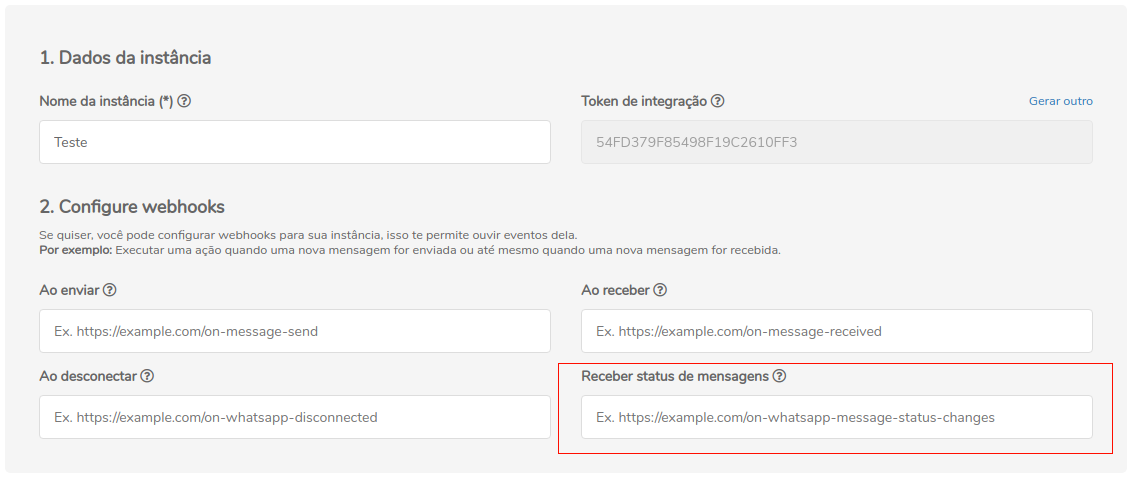 1. Dados da instância
Nome da instância (*)
Token de integração
Gerar outro
Teste
54FD379F85498F19C2610FF3
2. Configure webhooks
Se quiser, você pode configurar webhooks para sua instância, isso te permite ouvir eventos dela.
Por exemplo: Executar uma ação quando uma nova mensagem for enviada ou até mesmo quando uma nova mensagem for recebida.
Ao enviar
Ao receber
Ex. https://example.com/on-message-send
Ex. https://example.com/on-message-received
Ao desconectar
Receber status de mensagens
Ex. https://example.com/on-whatsapp-disconnected
Ex. https://example.com/on-whatsapp-message-status-changes